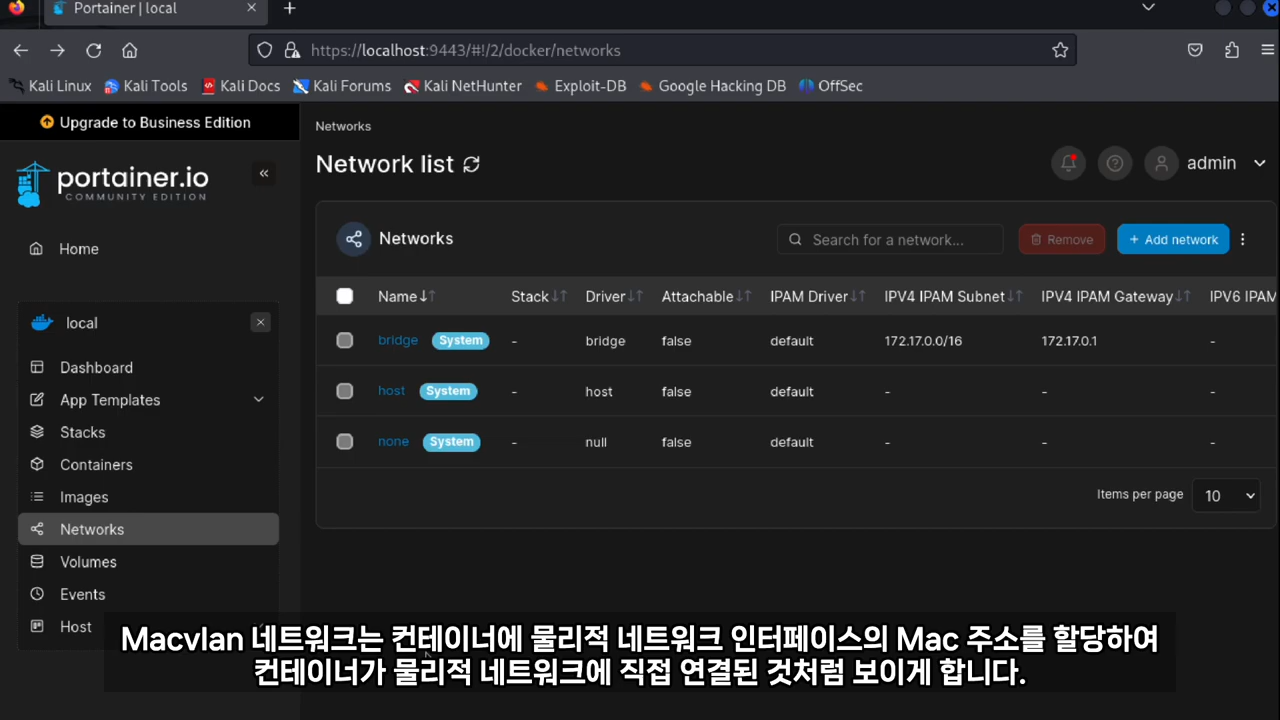 Portainer | local
https://localhost:9443/#!/2/docker/networks
Kali Linux Kali Tools Kali Docs Kali Forums Kali NetHunter Exploit-DB Google Hacking DB OffSec
Upgrade to Business Edition
portainer.io
COMMUNITY EDITION
Home
local
Dashboard
App Templates
Stacks
Containers
Images
Networks
Volumes
Events
Host
Networks
Network list
admin
Networks
Search for a network...
Remove
+ Add network
Name Stack Driver Attachable IPAM Driver IPV4 IPAM Subnet IPV4 IPAM Gateway IPV6 IPAM
bridge System - bridge false default 172.17.0.0/16 172.17.0.1 -
host System - host false default - - -
none System - null false default - - -
Items per page 10
Macvlan 네트워크는 컨테이너에 물리적 네트워크 인터페이스의 Mac 주소를 할당하여
컨테이너가 물리적 네트워크에 직접 연결된 것처럼 보이게 합니다.